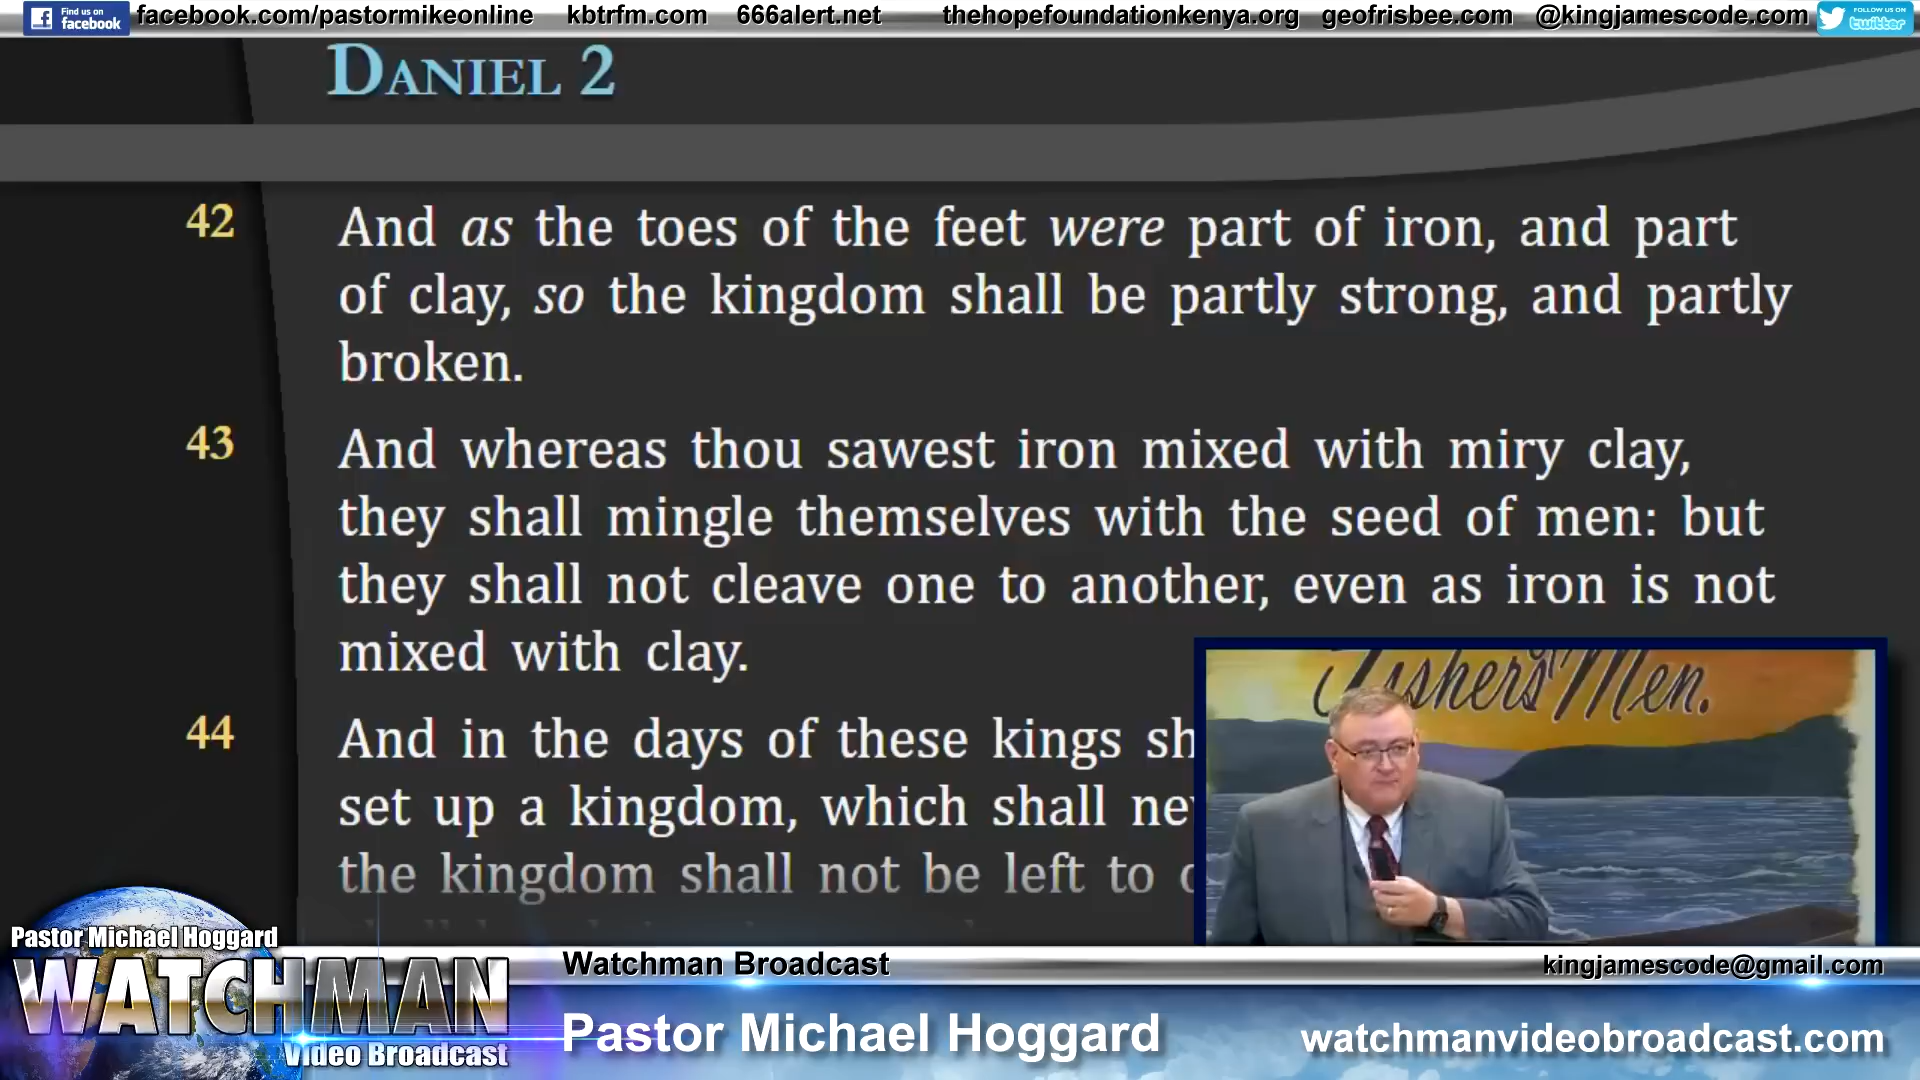 Find us on
facebook
facebook.com/pastormikeonline kbtrfm.com 666alert.net thehopefoundationkenya.org geofrisbee.com @kingjamescode.com
FOLLOW US ON
twitter
DANIEL 2
42 And as the toes of the feet were part of iron, and part
of clay, so the kingdom shall be partly strong, and partly
broken.
43 And whereas thou sawest iron mixed with miry clay,
they shall mingle themselves with the seed of men: but
they shall not cleave one to another, even as iron is not
mixed with clay.
44 And in the days of these kings sh
set up a kingdom, which shall ne
the kingdom shall not be left to
Fishers of Men.
Pastor Michael Hoggard
WATCHMAN
Video Broadcast
Watchman Broadcast
kingjamescode@gmail.com
Pastor Michael Hoggard
watchmanvideobroadcast.com